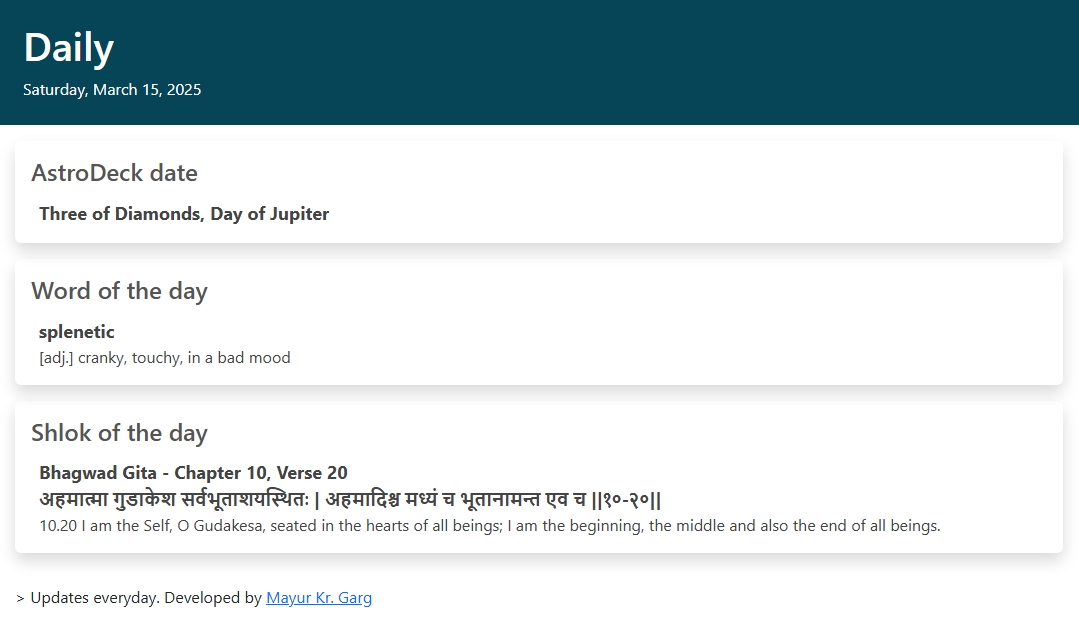 Daily
Saturday, March 15, 2025
AstroDeck date
Three of Diamonds, Day of Jupiter
Word of the day
splenetic
[adj.] cranky, touchy, in a bad mood
Shlok of the day
Bhagwad Gita - Chapter 10, Verse 20
अहमात्मा गुडाकेश सर्वभूताशयस्थितः | अहमादिश्च मध्यं च भूतानामन्त एव च ||१०-२०||
10.20 I am the Self, O Gudakesa, seated in the hearts of all beings; I am the beginning, the middle and also the end of all beings.
> Updates everyday. Developed by Mayur Kr. Garg